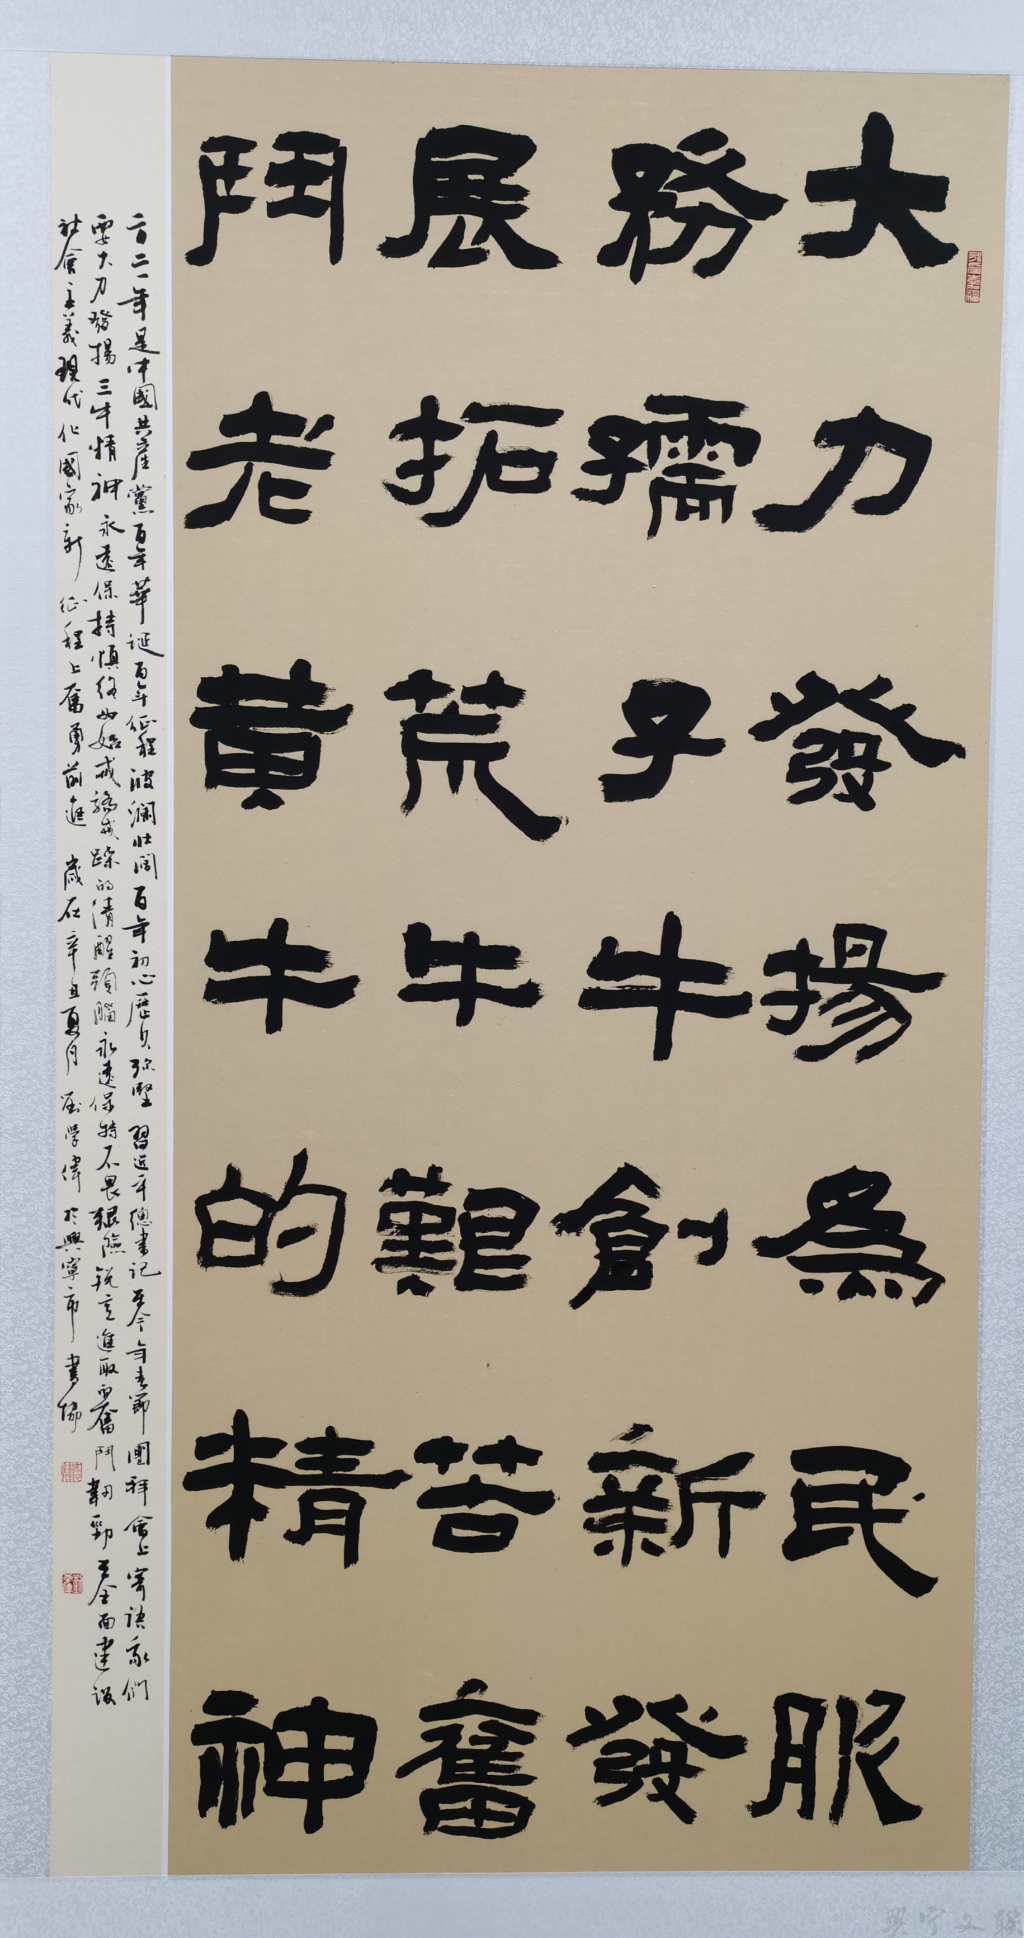 大力發揚為民服
務孺子牛創新發
展拓荒牛艱苦奮
鬥老黃牛的精神
二〇二一年是中國共產黨百年華誕百年征程波瀾壯闊百年初心歷久弥堅習近平總書記在今年春節團拜會上寄語我們
要大力發揚三牛精神永遠保持慎終如始戒驕戒躁的清醒頭腦永遠保持不畏艱險銳意進取的奮鬥韌勁在全面建設
社會主義現代化國家新征程上奮勇前進歲在辛丑夏月 學偉於興寧市書協
興寧文联